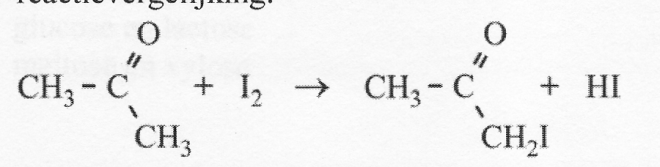 reactievergelijking:
O O
CH₃ – C + I₂ → CH₃ – C + HI
CH₃ CH₂I